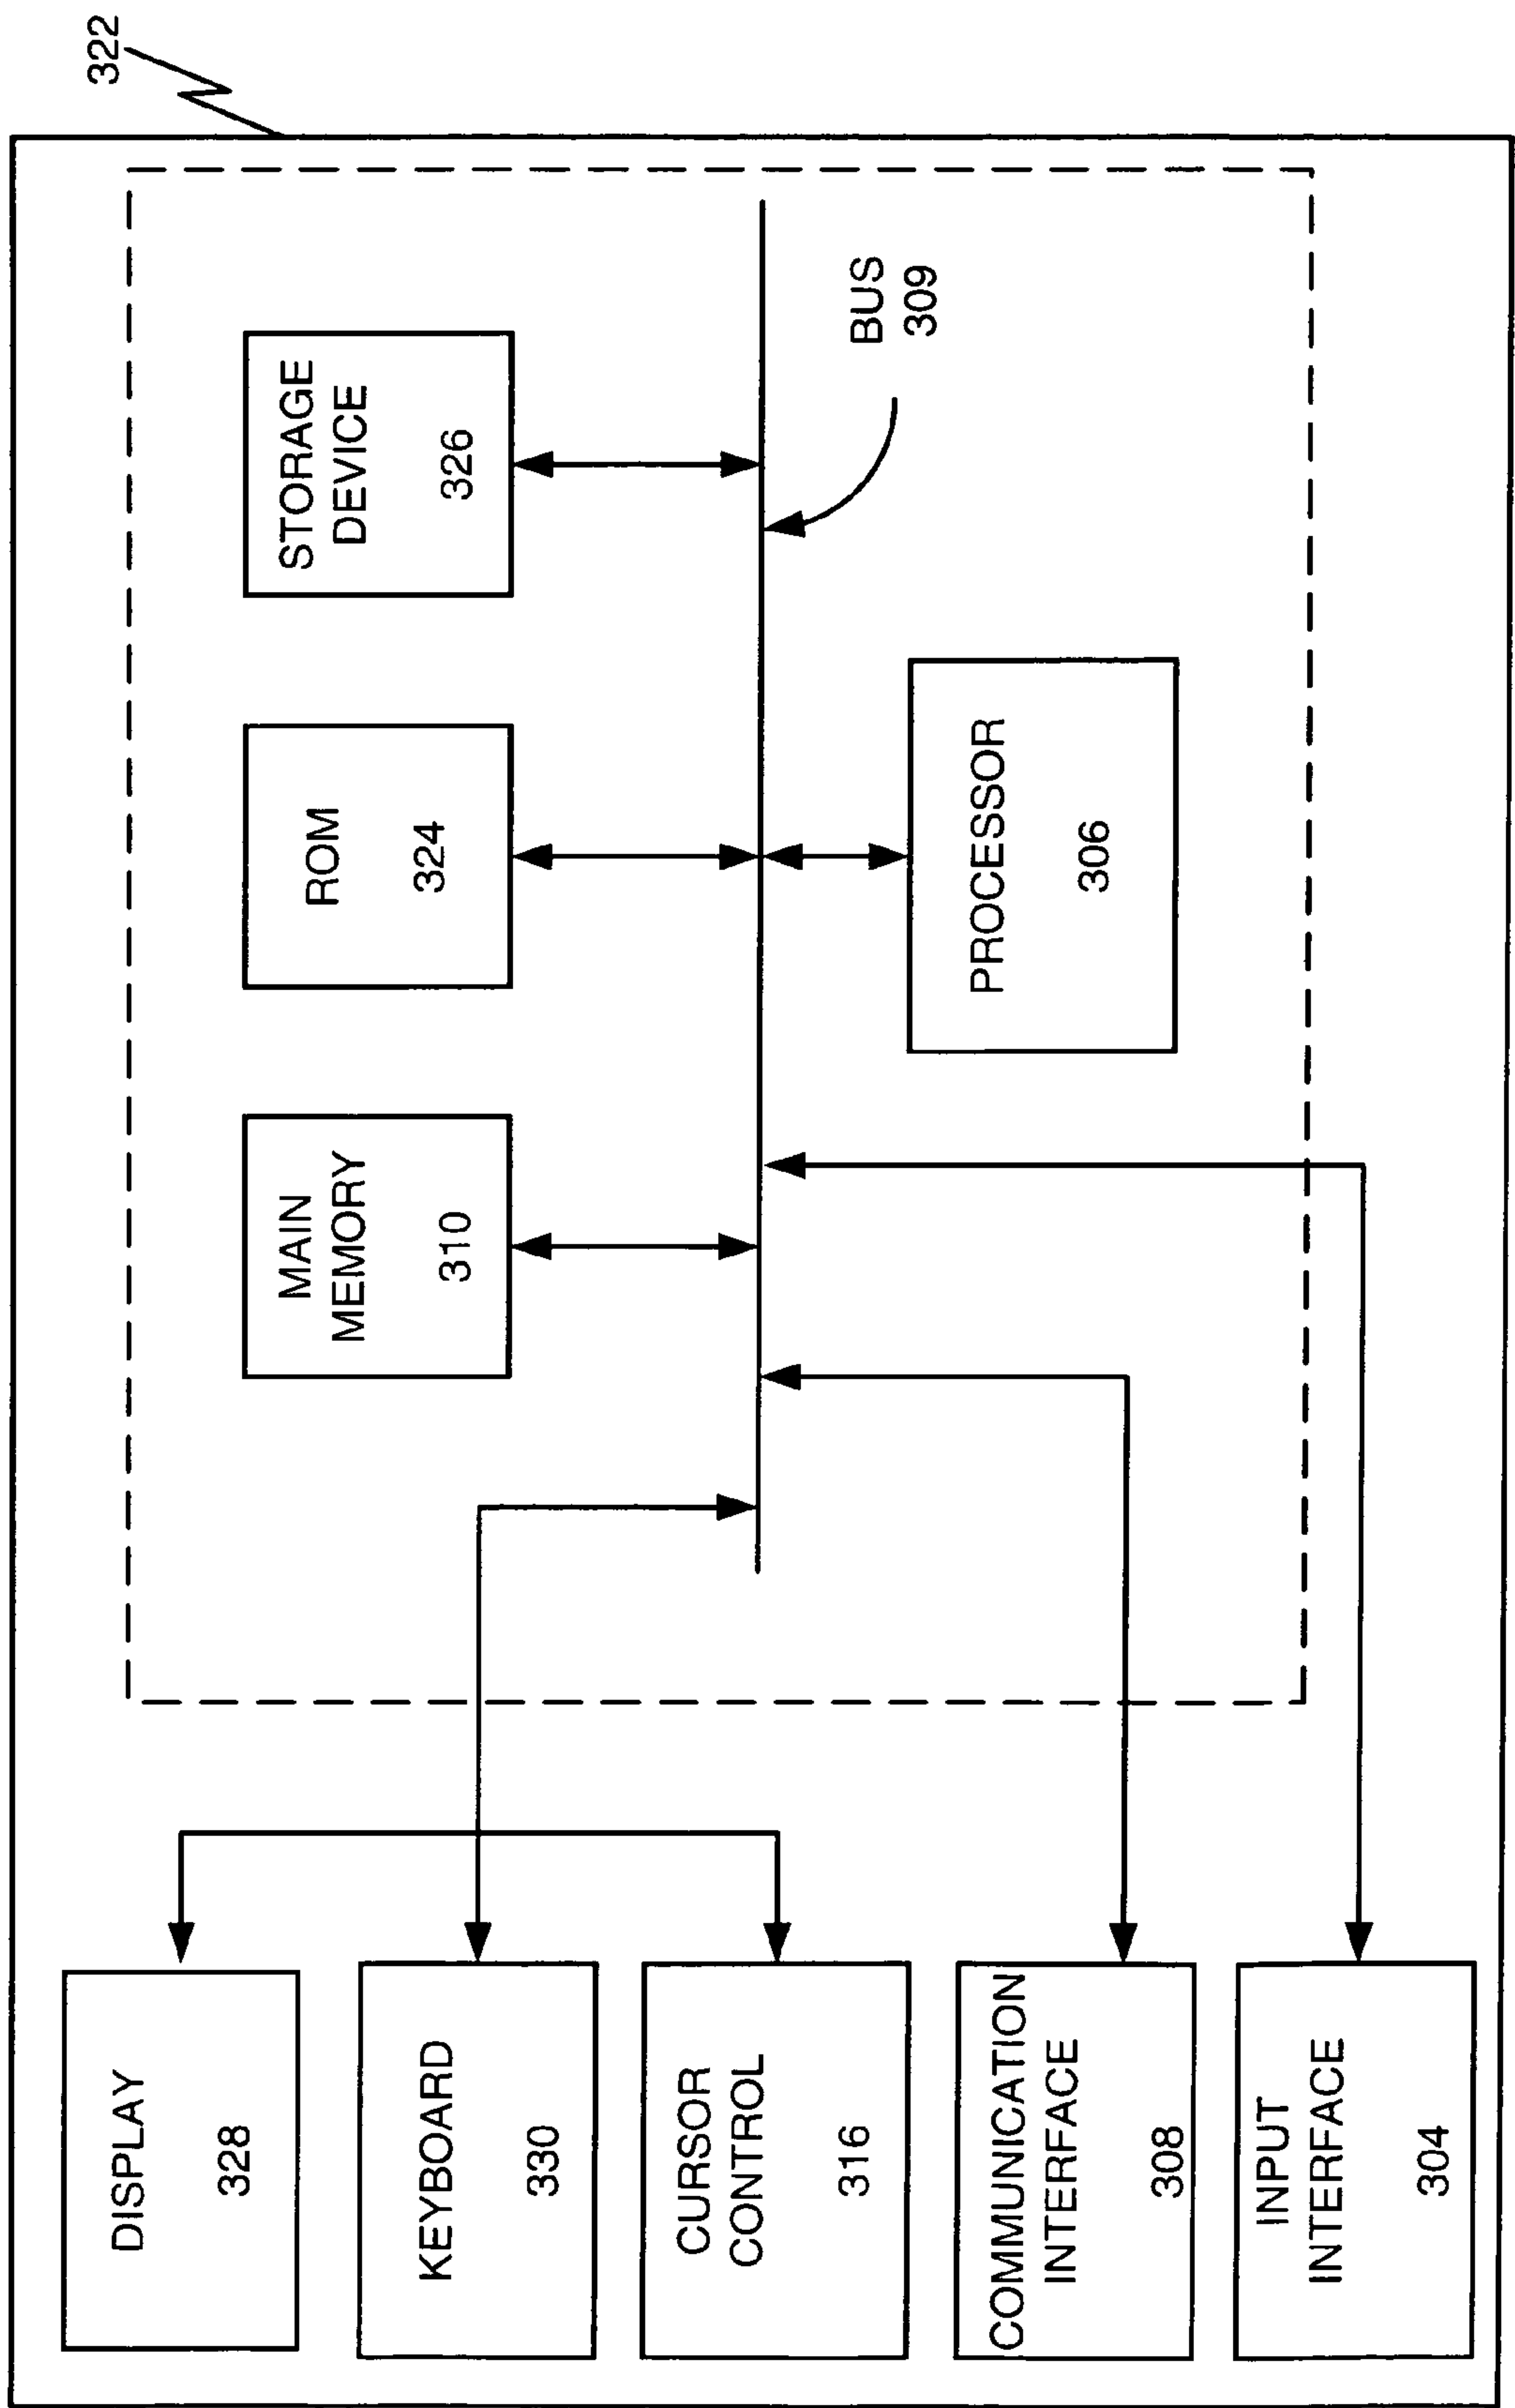 322
DISPLAY
328
KEYBOARD
330
CURSOR
CONTROL
316
COMMUNICATION
INTERFACE
308
INPUT
INTERFACE
304
MAIN
MEMORY
310
ROM
324
STORAGE
DEVICE
326
BUS
309
PROCESSOR
306